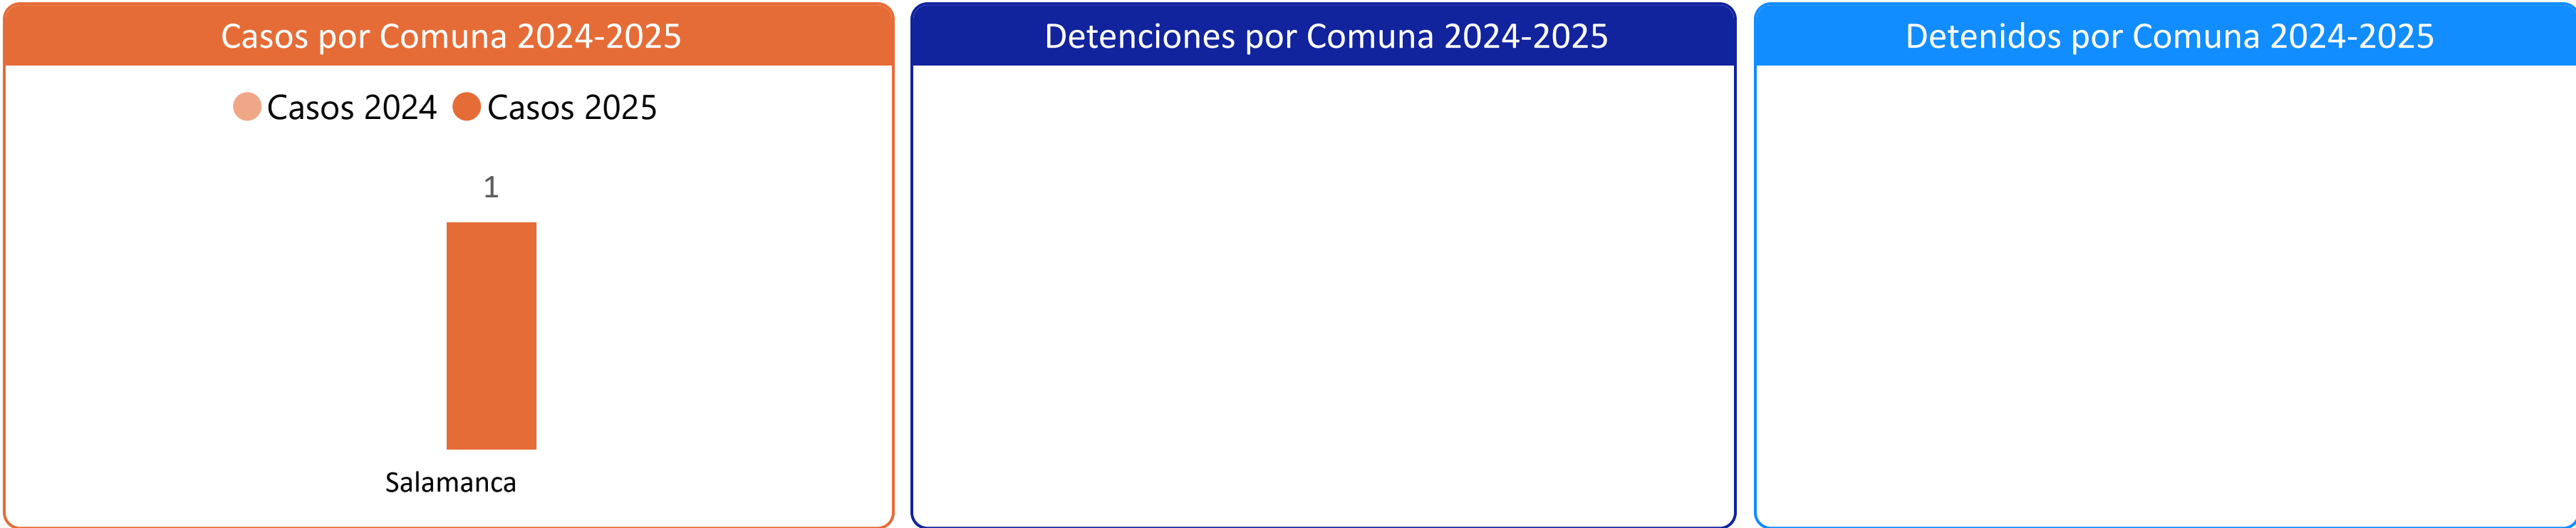 Casos por Comuna 2024-2025
Casos 2024 Casos 2025
1
Salamanca
Detenciones por Comuna 2024-2025
Detenidos por Comuna 2024-2025